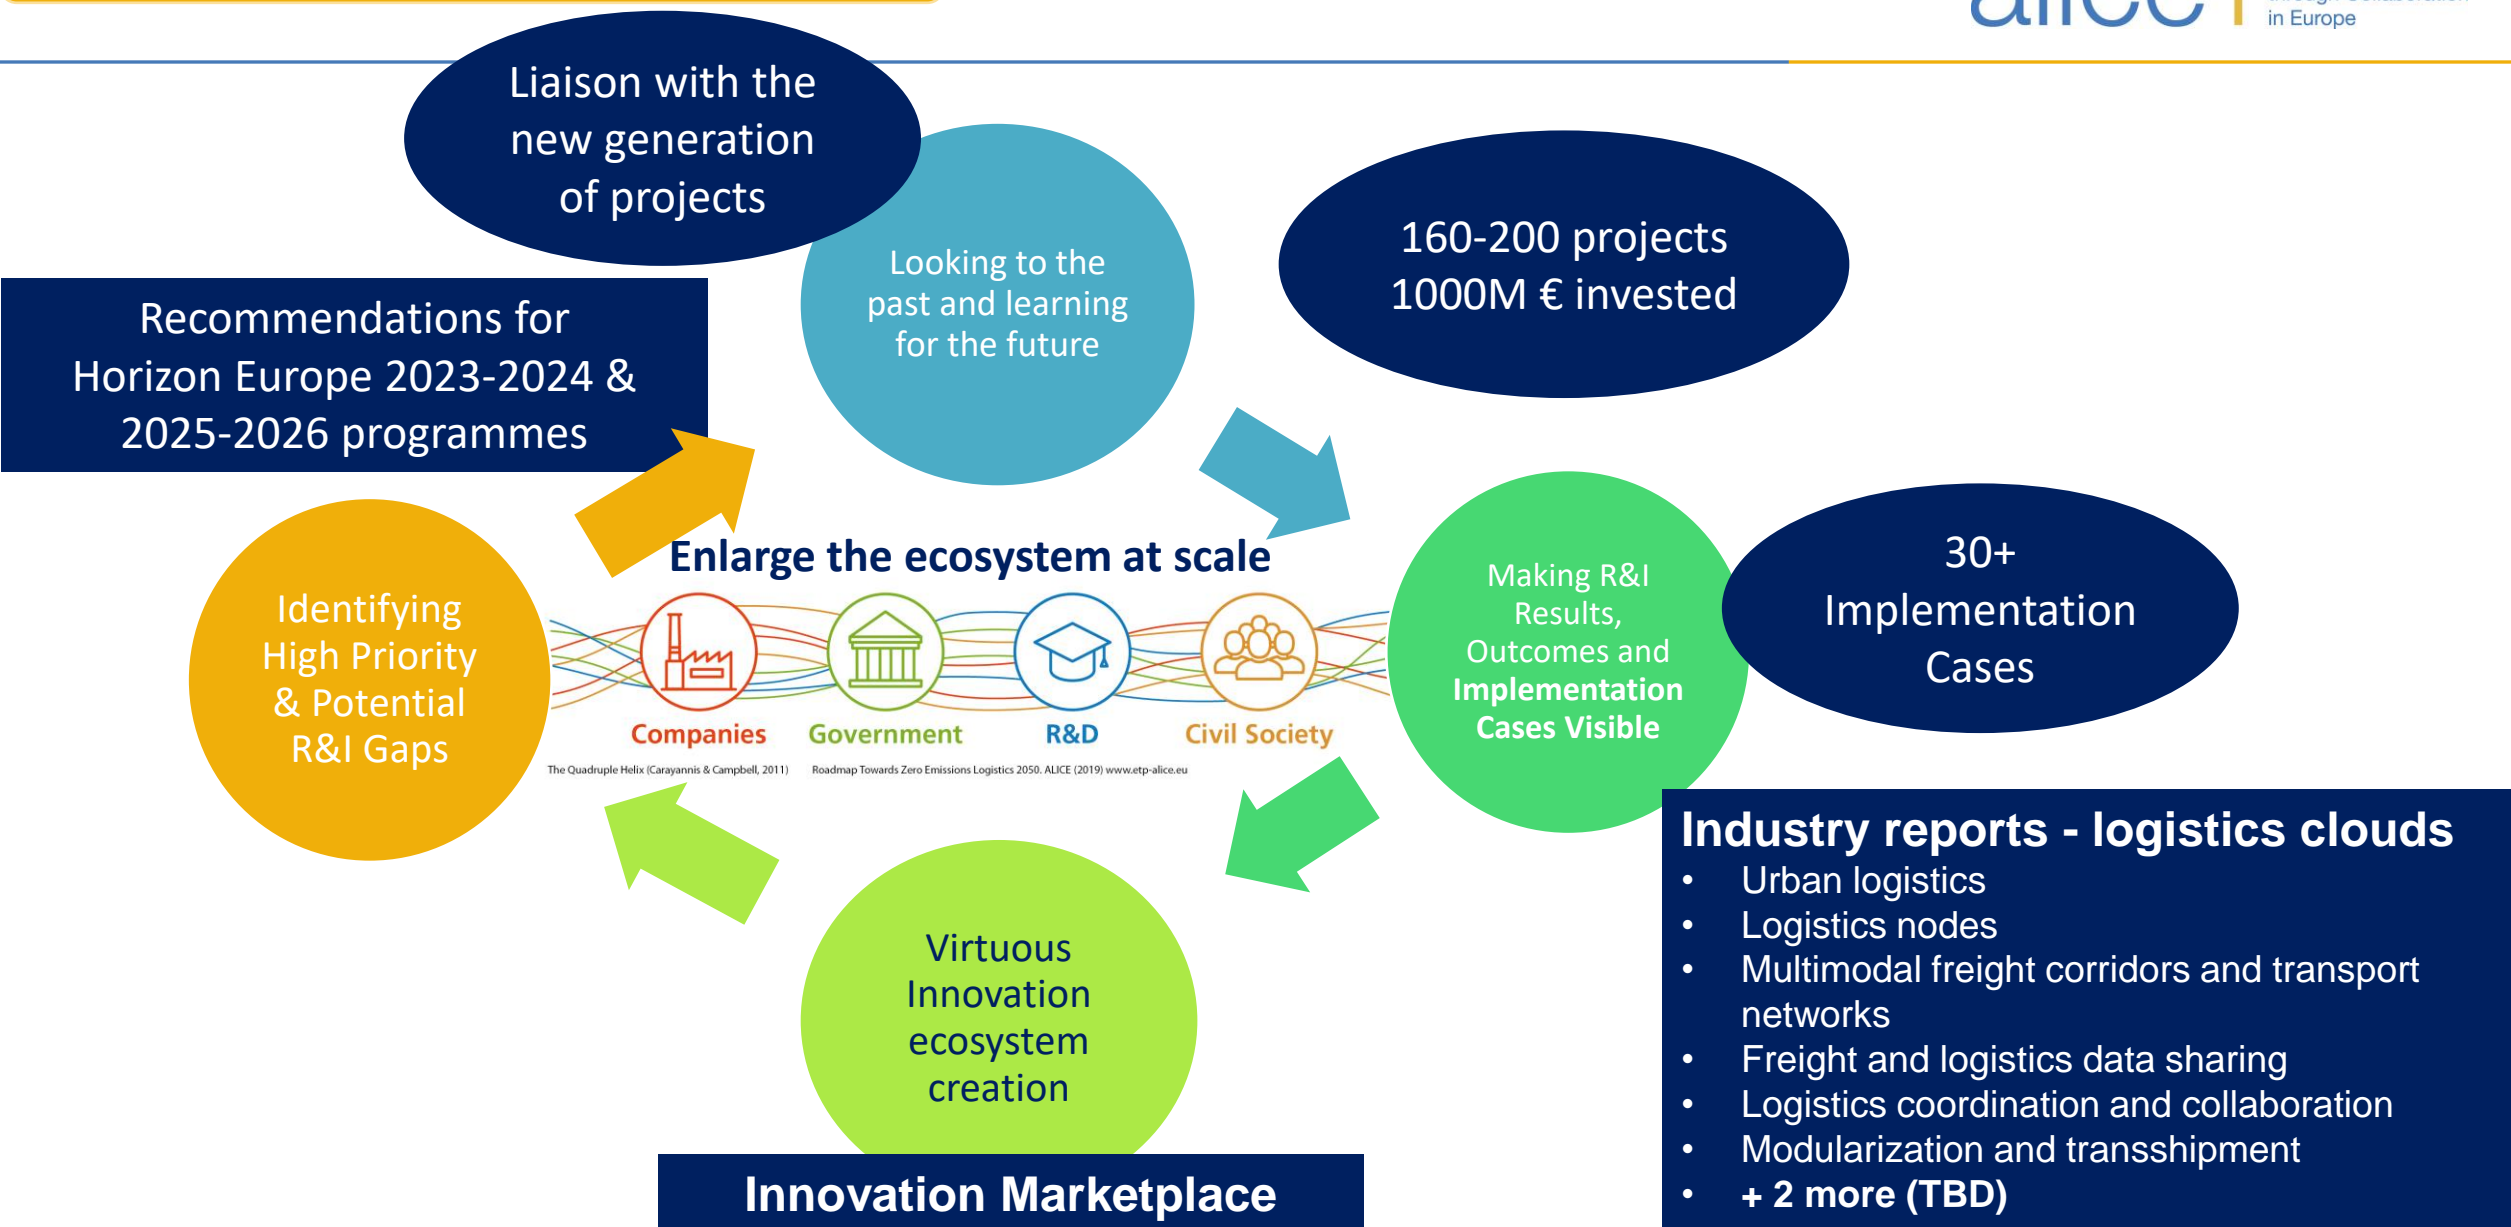 alice
in Europe
Liaison with the
new generation
of projects
Looking to the
past and learning
for the future
160-200 projects
1000M € invested
Recommendations for
Horizon Europe 2023-2024 &
2025-2026 programmes
Identifying
High Priority
& Potential
R&I Gaps
Enlarge the ecosystem at scale
Companies
Government
R&D
Civil Society
The Quadruple Helix (Carayannis & Campbell, 2011)
Roadmap Towards Zero Emissions Logistics 2050. ALICE (2019) www.etp-alice.eu
Making R&I
Results,
Outcomes and
Implementation
Cases Visible
30+
Implementation
Cases
Virtuous
Innovation
ecosystem
creation
Innovation Marketplace
Industry reports - logistics clouds
• Urban logistics
• Logistics nodes
• Multimodal freight corridors and transport
networks
• Freight and logistics data sharing
• Logistics coordination and collaboration
• Modularization and transshipment
• + 2 more (TBD)